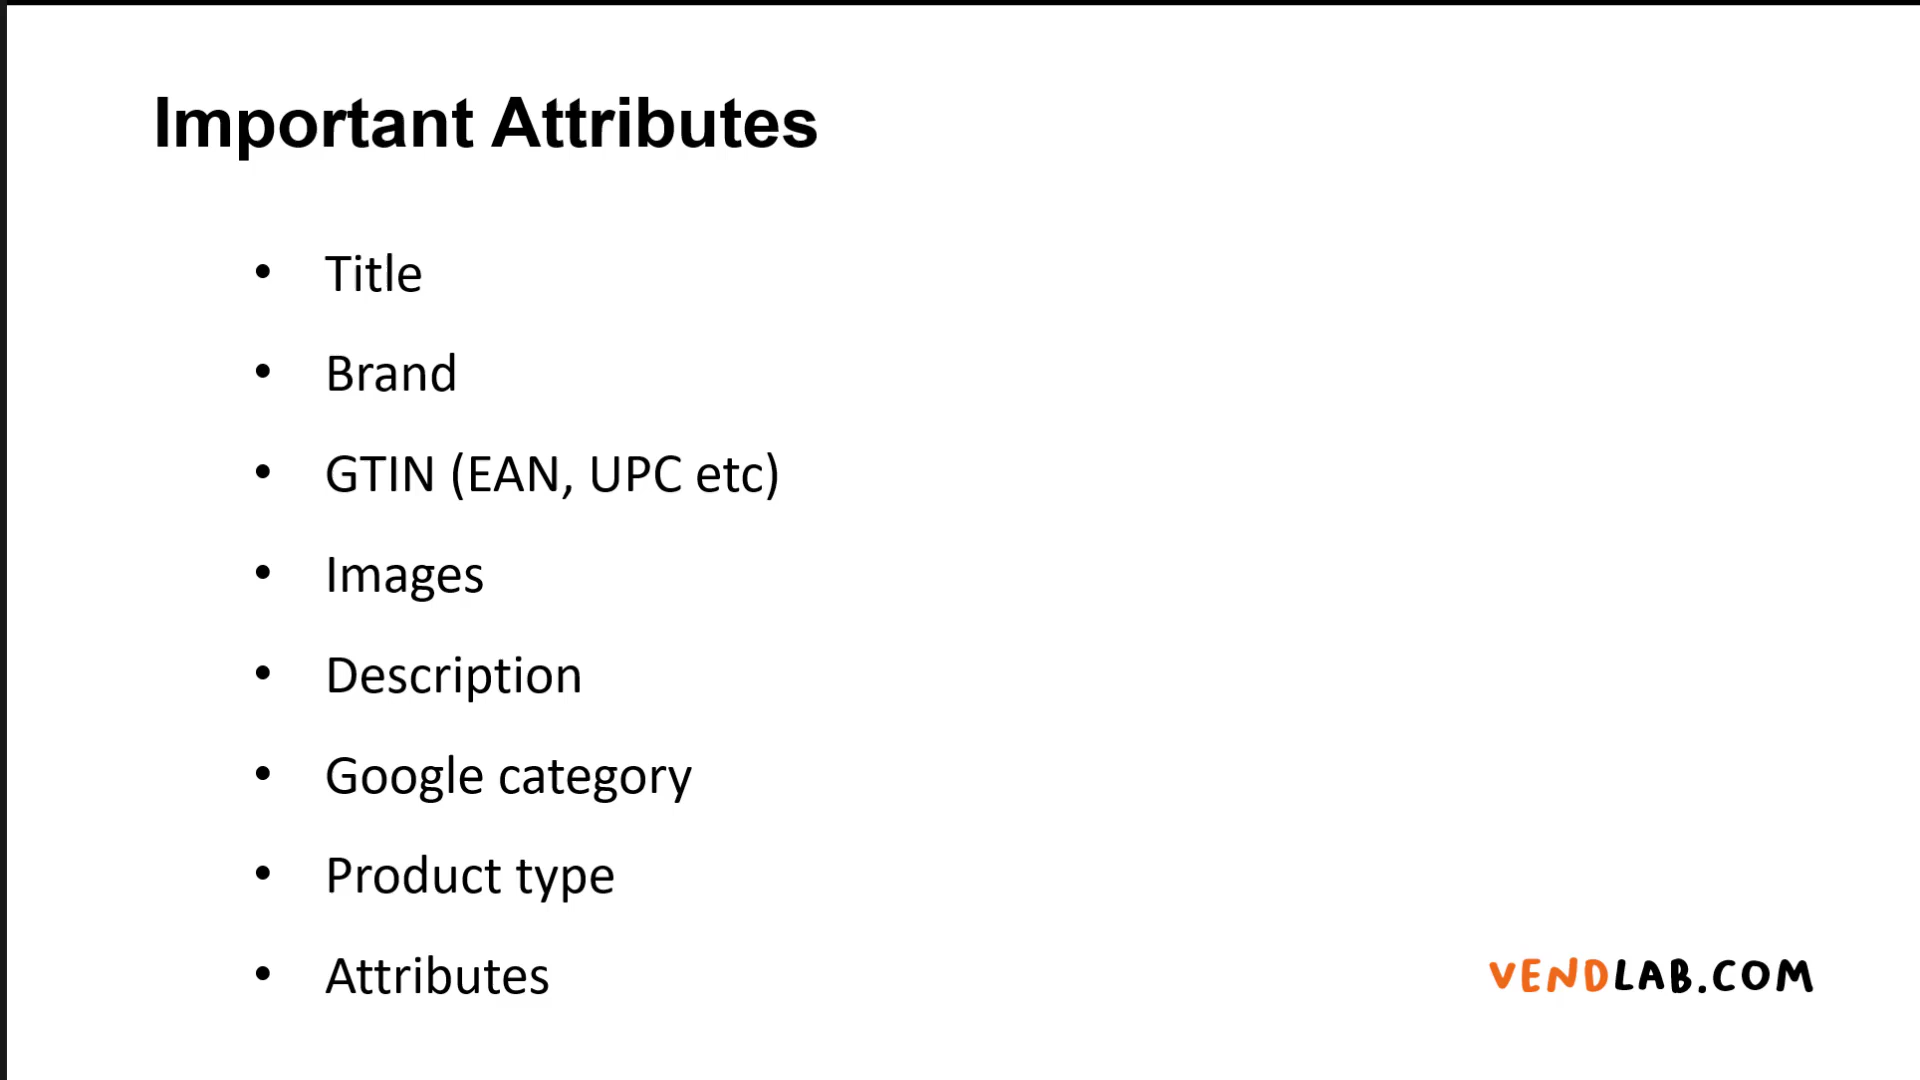 Important Attributes
• Title
• Brand
• GTIN (EAN, UPC etc)
• Images
• Description
• Google category
• Product type
• Attributes
VENDLAB.COM